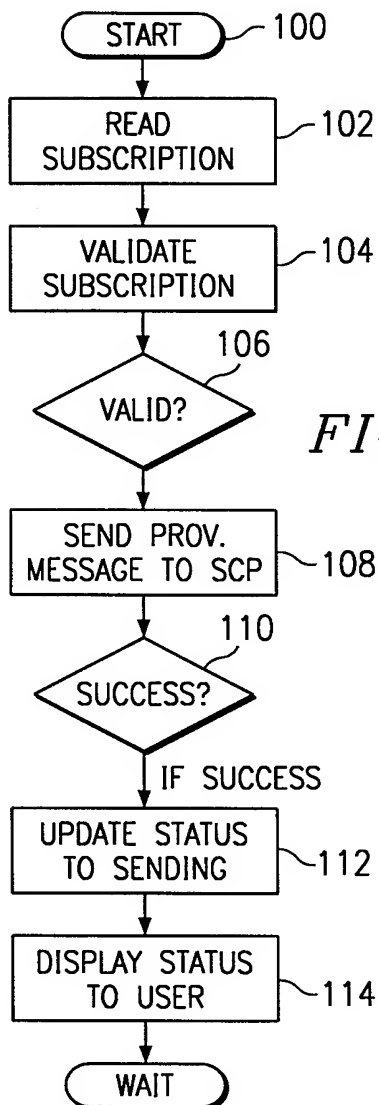 START
100
READ
SUBSCRIPTION
102
VALIDATE
SUBSCRIPTION
104
106
VALID?
FI
SEND PROV.
MESSAGE TO SCP
108
110
SUCCESS?
IF SUCCESS
UPDATE STATUS
TO SENDING
112
DISPLAY STATUS
TO USER
114
WAIT